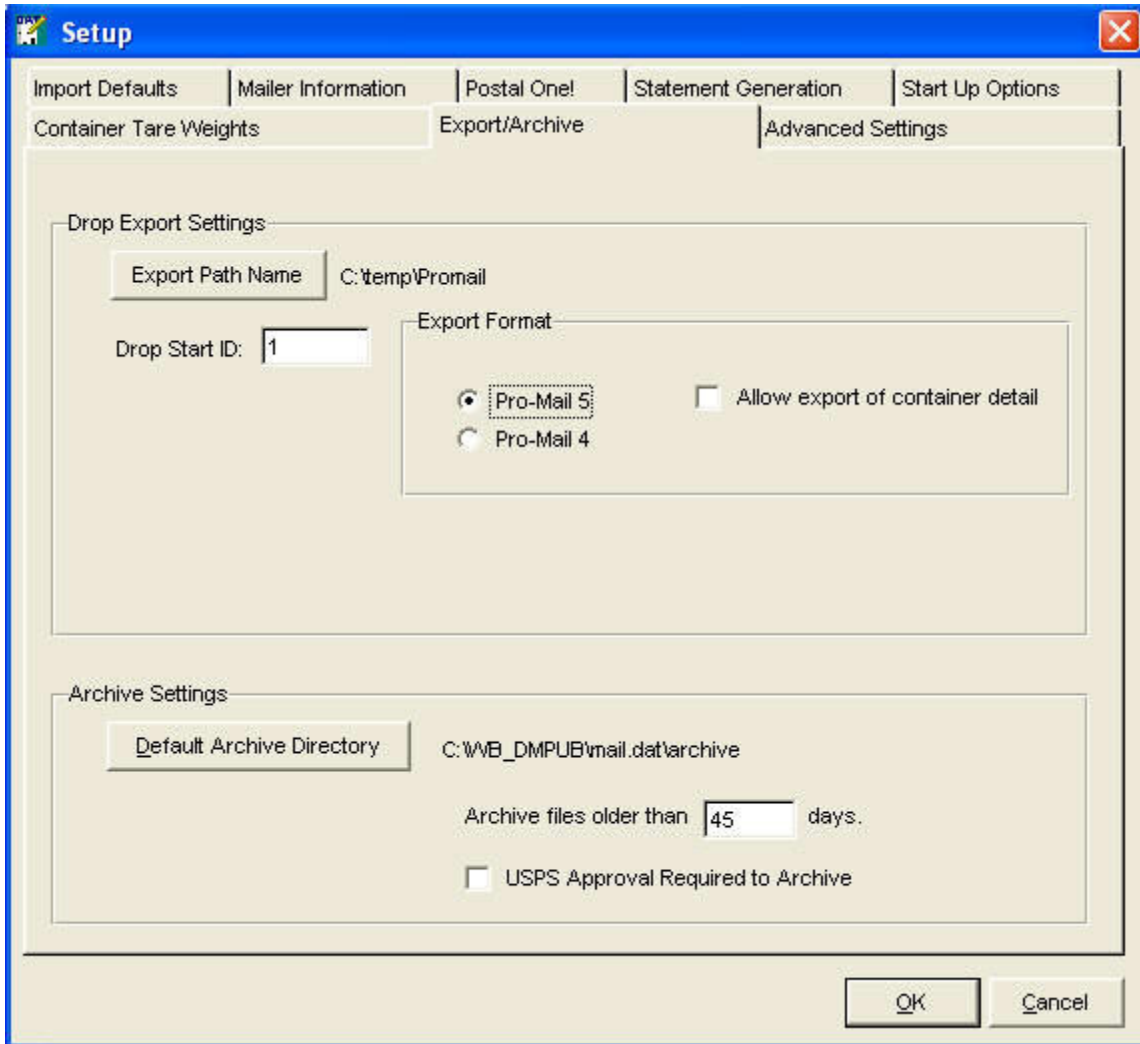 DAT
Setup
Import Defaults Mailer Information Postal One! Statement Generation Start Up Options
Container Tare Weights Export/Archive Advanced Settings
Drop Export Settings
Export Path Name C:\temp\Promail
Drop Start ID: 1
Export Format
Pro-Mail 5 Allow export of container detail
Pro-Mail 4
Archive Settings
Default Archive Directory C:\WB_DMPUB\mail.dat\archive
Archive files older than 45 days.
USPS Approval Required to Archive
OK Cancel